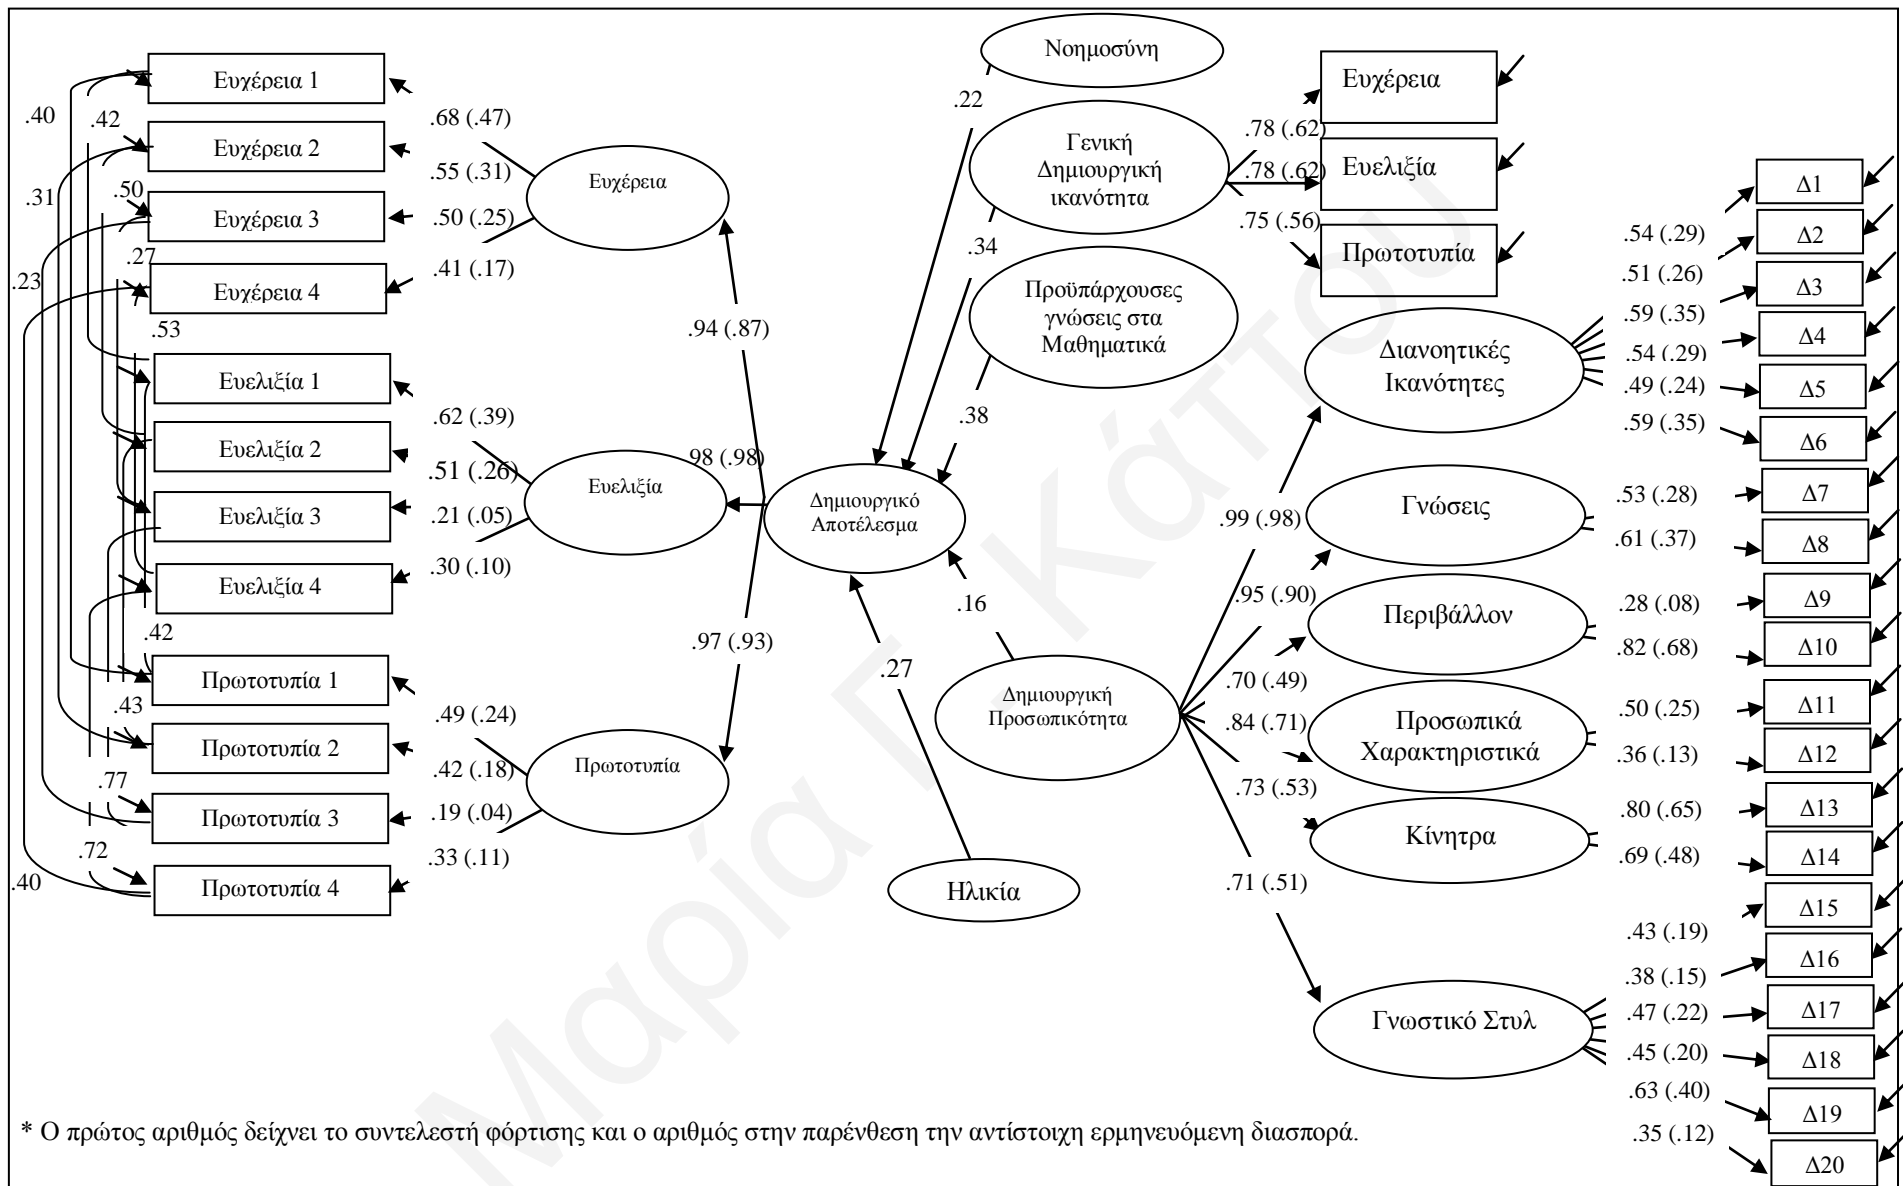 Ευχέρεια 1
Ευχέρεια 2
Ευχέρεια 3
Ευχέρεια 4
Ευελιξία 1
Ευελιξία 2
Ευελιξία 3
Ευελιξία 4
Πρωτοτυπία 1
Πρωτοτυπία 2
Πρωτοτυπία 3
Πρωτοτυπία 4
.40
.42
.31
.50
.27
.23
.53
.42
.43
.77
.72
.40
.68 (.47)
.55 (.31)
.50 (.25)
.41 (.17)
.62 (.39)
.51 (.26)
.21 (.05)
.30 (.10)
.49 (.24)
.42 (.18)
.19 (.04)
.33 (.11)
Ευχέρεια
Ευελιξία
Πρωτοτυπία
.94 (.87)
.98 (.98)
.97 (.93)
Δημιουργικό
Αποτέλεσμα
Νοημοσύνη
.22
Γενική
Δημιουργική
ικανότητα
.34
Προϋπάρχουσες
γνώσεις στα
Μαθηματικά
.38
.16
.27
Δημιουργική
Προσωπικότητα
Ηλικία
.78 (.62)
.78 (.62)
.75 (.56)
Ευχέρεια
Ευελιξία
Πρωτοτυπία
.99 (.98)
.95 (.90)
.70 (.49)
.84 (.71)
.73 (.53)
.71 (.51)
Διανοητικές
Ικανότητες
Γνώσεις
Περιβάλλον
Προσωπικά
Χαρακτηριστικά
Κίνητρα
Γνωστικό Στυλ
.54 (.29)
.51 (.26)
.59 (.35)
.54 (.29)
.49 (.24)
.59 (.35)
.53 (.28)
.61 (.37)
.28 (.08)
.82 (.68)
.50 (.25)
.36 (.13)
.80 (.65)
.69 (.48)
.43 (.19)
.38 (.15)
.47 (.22)
.45 (.20)
.63 (.40)
.35 (.12)
Δ1
Δ2
Δ3
Δ4
Δ5
Δ6
Δ7
Δ8
Δ9
Δ10
Δ11
Δ12
Δ13
Δ14
Δ15
Δ16
Δ17
Δ18
Δ19
Δ20
* Ο πρώτος αριθμός δείχνει το συντελεστή φόρτισης και ο αριθμός στην παρένθεση την αντίστοιχη ερμηνευόμενη διασπορά.
Μαρία Γ. Κάττου